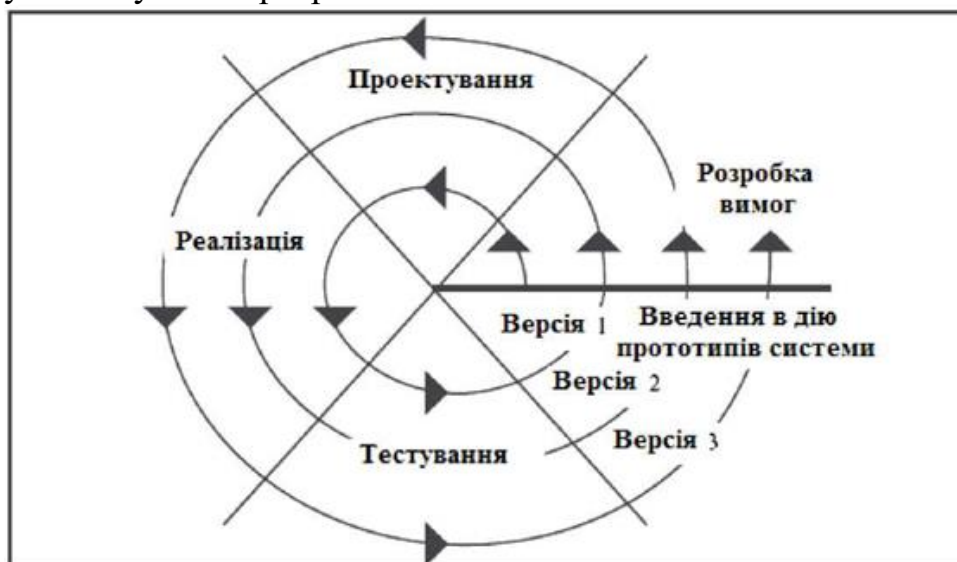 Проектування
Розробка
вимог
Реалізація
Версія 1
Введення в дію
прототипів системи
Версія 2
Версія 3
Тестування